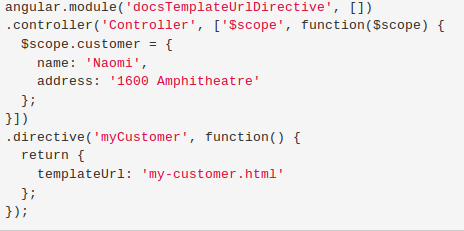 angular.module('docsTemplateUrlDirective', [])
.controller('Controller', ['$scope', function($scope) {
  $scope.customer = {
    name: 'Naomi',
    address: '1600 Amphitheatre'
  };
}])
.directive('myCustomer', function() {
  return {
    templateUrl: 'my-customer.html'
  };
});